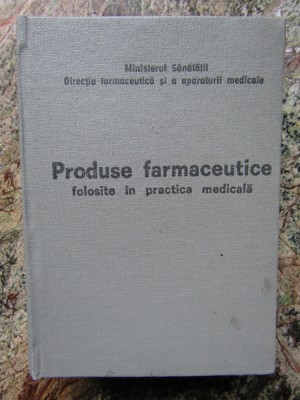 Ministerul Sănătății
Direcția farmaceutică și a aparaturii medicale
Produse farmaceutice
folosite în practica medicală